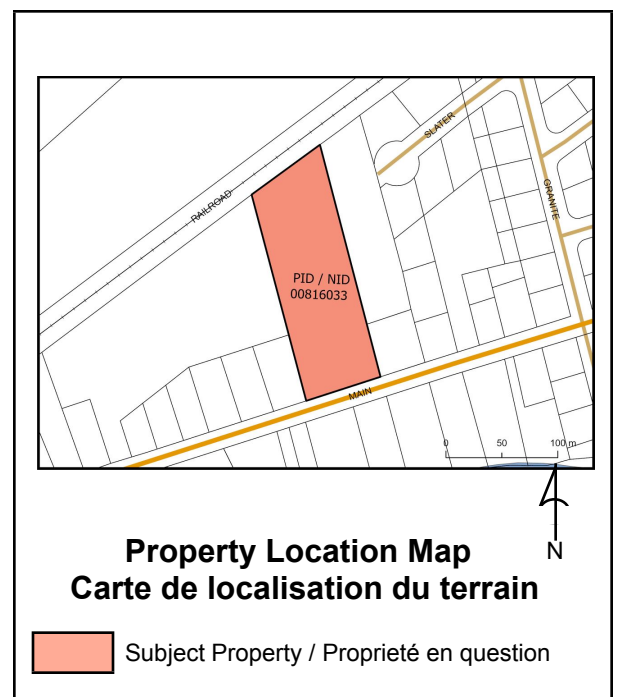 SLATER
GRANITE
RAILROAD
PID / NID
00816033
MAIN
0 50 100 m
N
Property Location Map
Carte de localisation du terrain
Subject Property / Proprieté en question